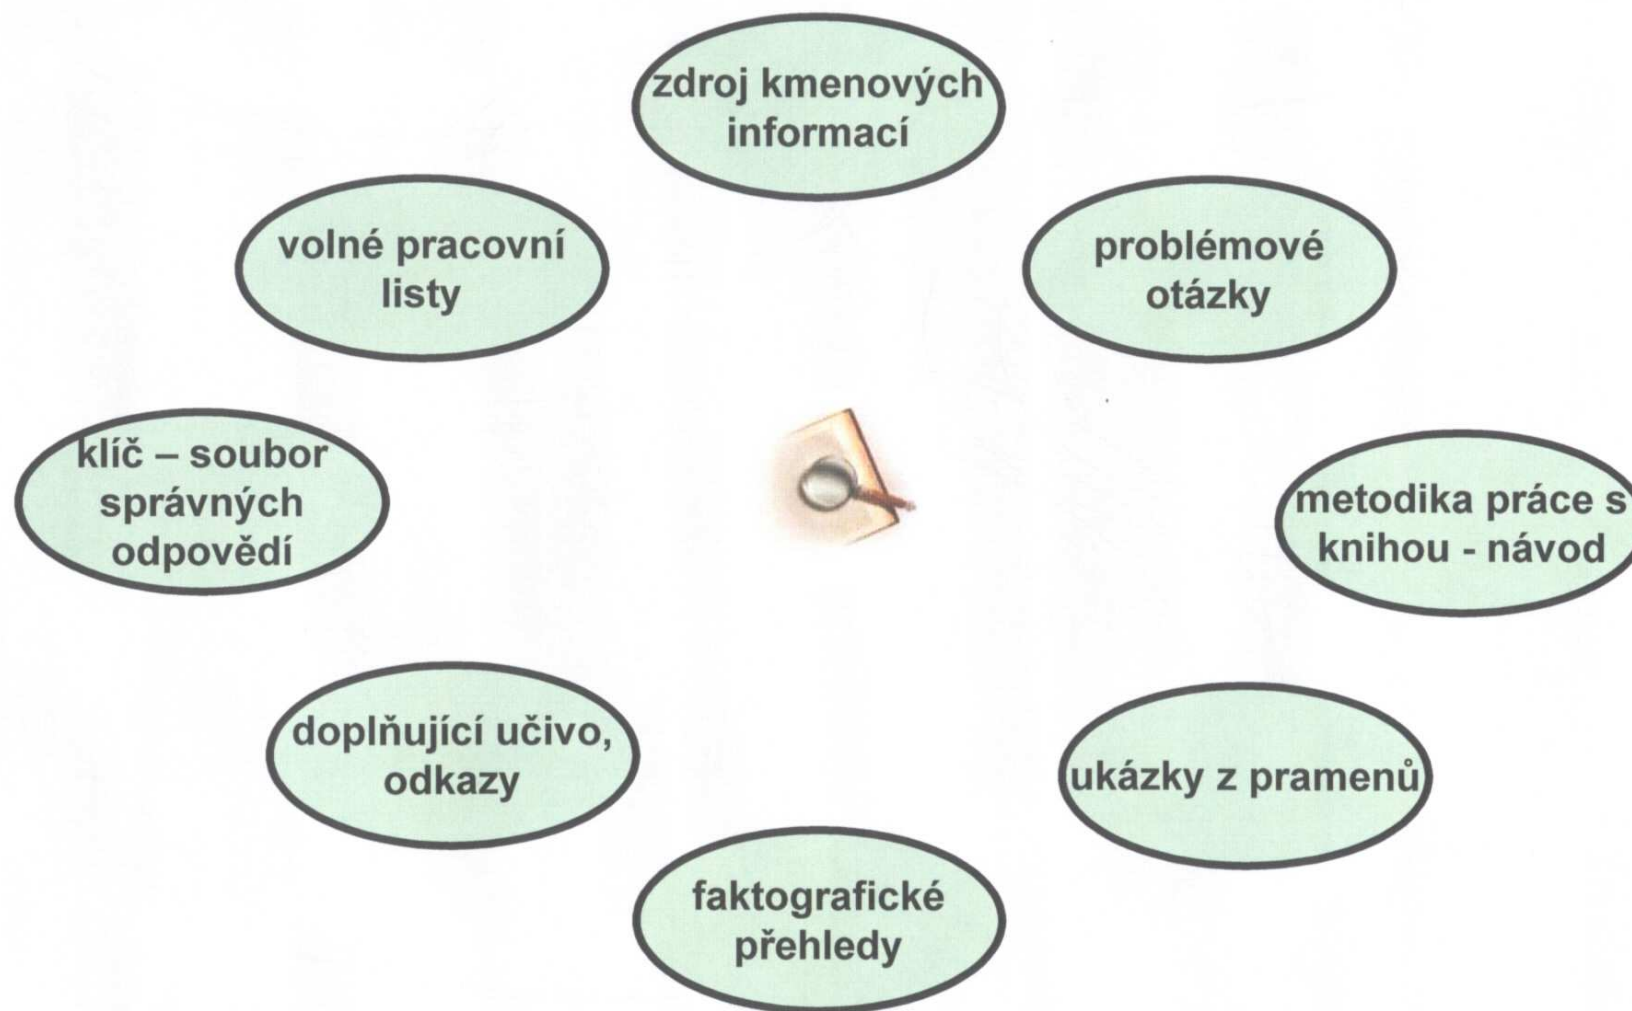 zdroj kmenových
informací
volné pracovní
listy
problémové
otázky
klíč – soubor
správných
odpovědí
metodika práce s
knihou - návod
doplňující učivo,
odkazy
ukázky z pramenů
faktografické
přehledy